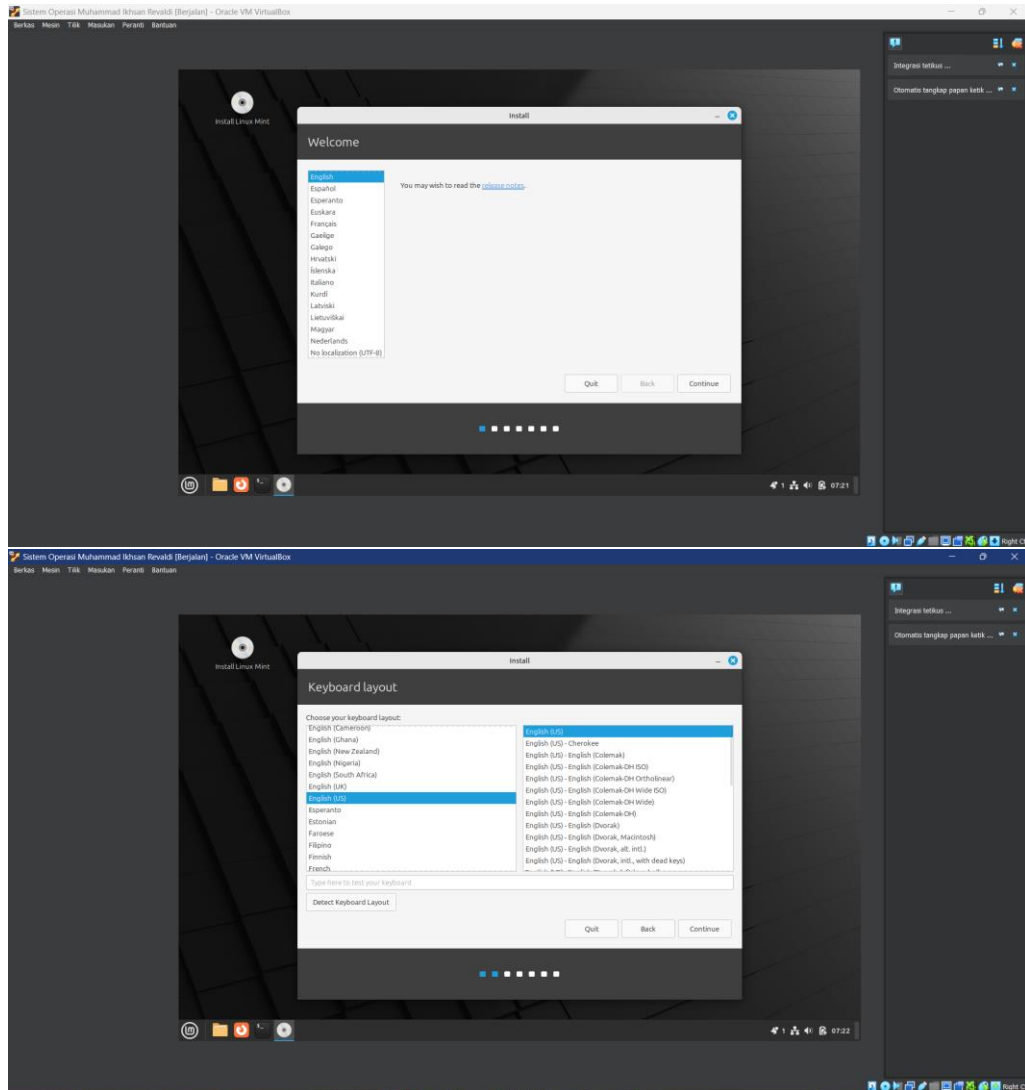 Sistem Operasi Muhammad Ikhsan Revaldi [Berjalan] - Oracle VM VirtualBox
Berkas Mesin Tilik Masukan Peranti Bantuan
Integrasi tetikus ...
Otomatis tangkap papan ketik ...
Install Linux Mint
Install
Welcome
English
Español
Esperanto
Euskara
Français
Gaeilge
Galego
Hrvatski
Íslenska
Italiano
Kurdî
Latviski
Lietuviškai
Magyar
Nederlands
No localization (UTF-8)
You may wish to read the release notes.
Quit Back Continue
1 07:21
Right C
Sistem Operasi Muhammad Ikhsan Revaldi [Berjalan] - Oracle VM VirtualBox
Berkas Mesin Tilik Masukan Peranti Bantuan
Integrasi tetikus ...
Otomatis tangkap papan ketik ...
Install Linux Mint
Install
Keyboard layout
Choose your keyboard layout:
English (Cameroon)
English (Ghana)
English (New Zealand)
English (Nigeria)
English (South Africa)
English (UK)
English (US)
Esperanto
Estonian
Faroese
Filipino
Finnish
French
English (US)
English (US) - Cherokee
English (US) - English (Colemak)
English (US) - English (Colemak-DH ISO)
English (US) - English (Colemak-DH Ortholinear)
English (US) - English (Colemak-DH Wide ISO)
English (US) - English (Colemak-DH Wide)
English (US) - English (Colemak-DH)
English (US) - English (Dvorak)
English (US) - English (Dvorak, Macintosh)
English (US) - English (Dvorak, alt. intl.)
English (US) - English (Dvorak, intl., with dead keys)
Type here to test your keyboard
Detect Keyboard Layout
Quit Back Continue
1 07:22
Right C